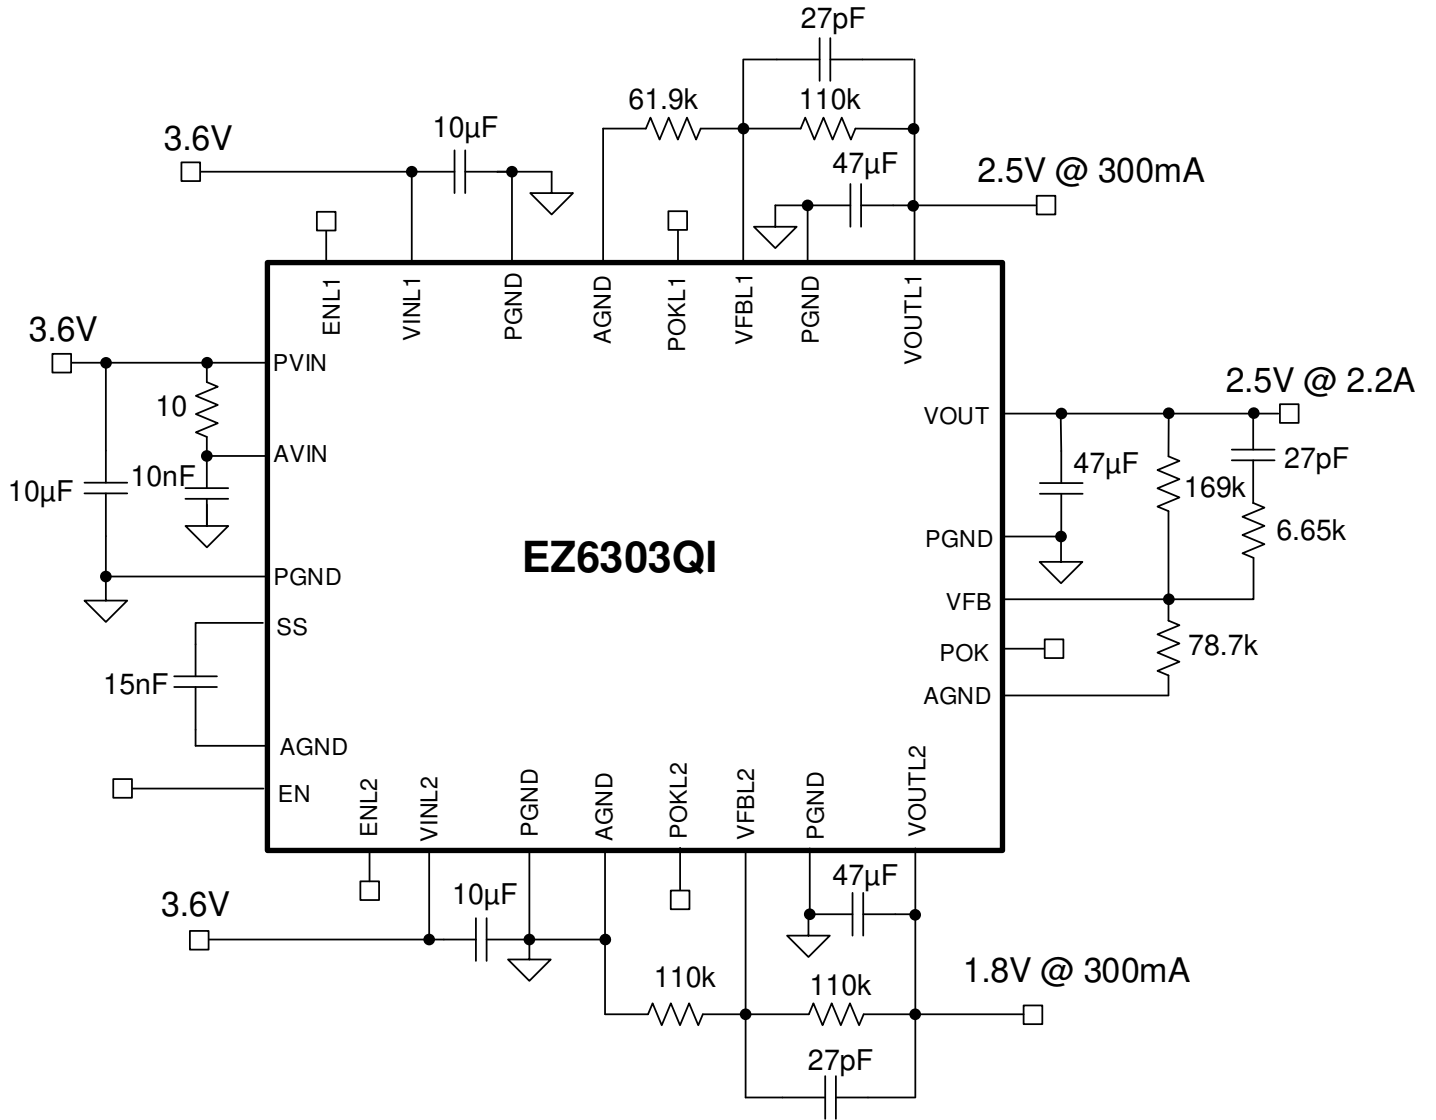 27pF
61.9k
110k
10µF
3.6V
47µF
2.5V @ 300mA
ENL1
VINL1
PGND
AGND
POKL1
VFBL1
PGND
VOUTL1
3.6V
PVIN
2.5V @ 2.2A
10
VOUT
AVIN
10µF
10nF
47µF
169k
27pF
6.65k
PGND
EZ6303QI
PGND
VFB
SS
POK
78.7k
15nF
AGND
AGND
EN
ENL2
VINL2
PGND
AGND
POKL2
VFBL2
PGND
VOUTL2
3.6V
10µF
47µF
110k
110k
1.8V @ 300mA
27pF